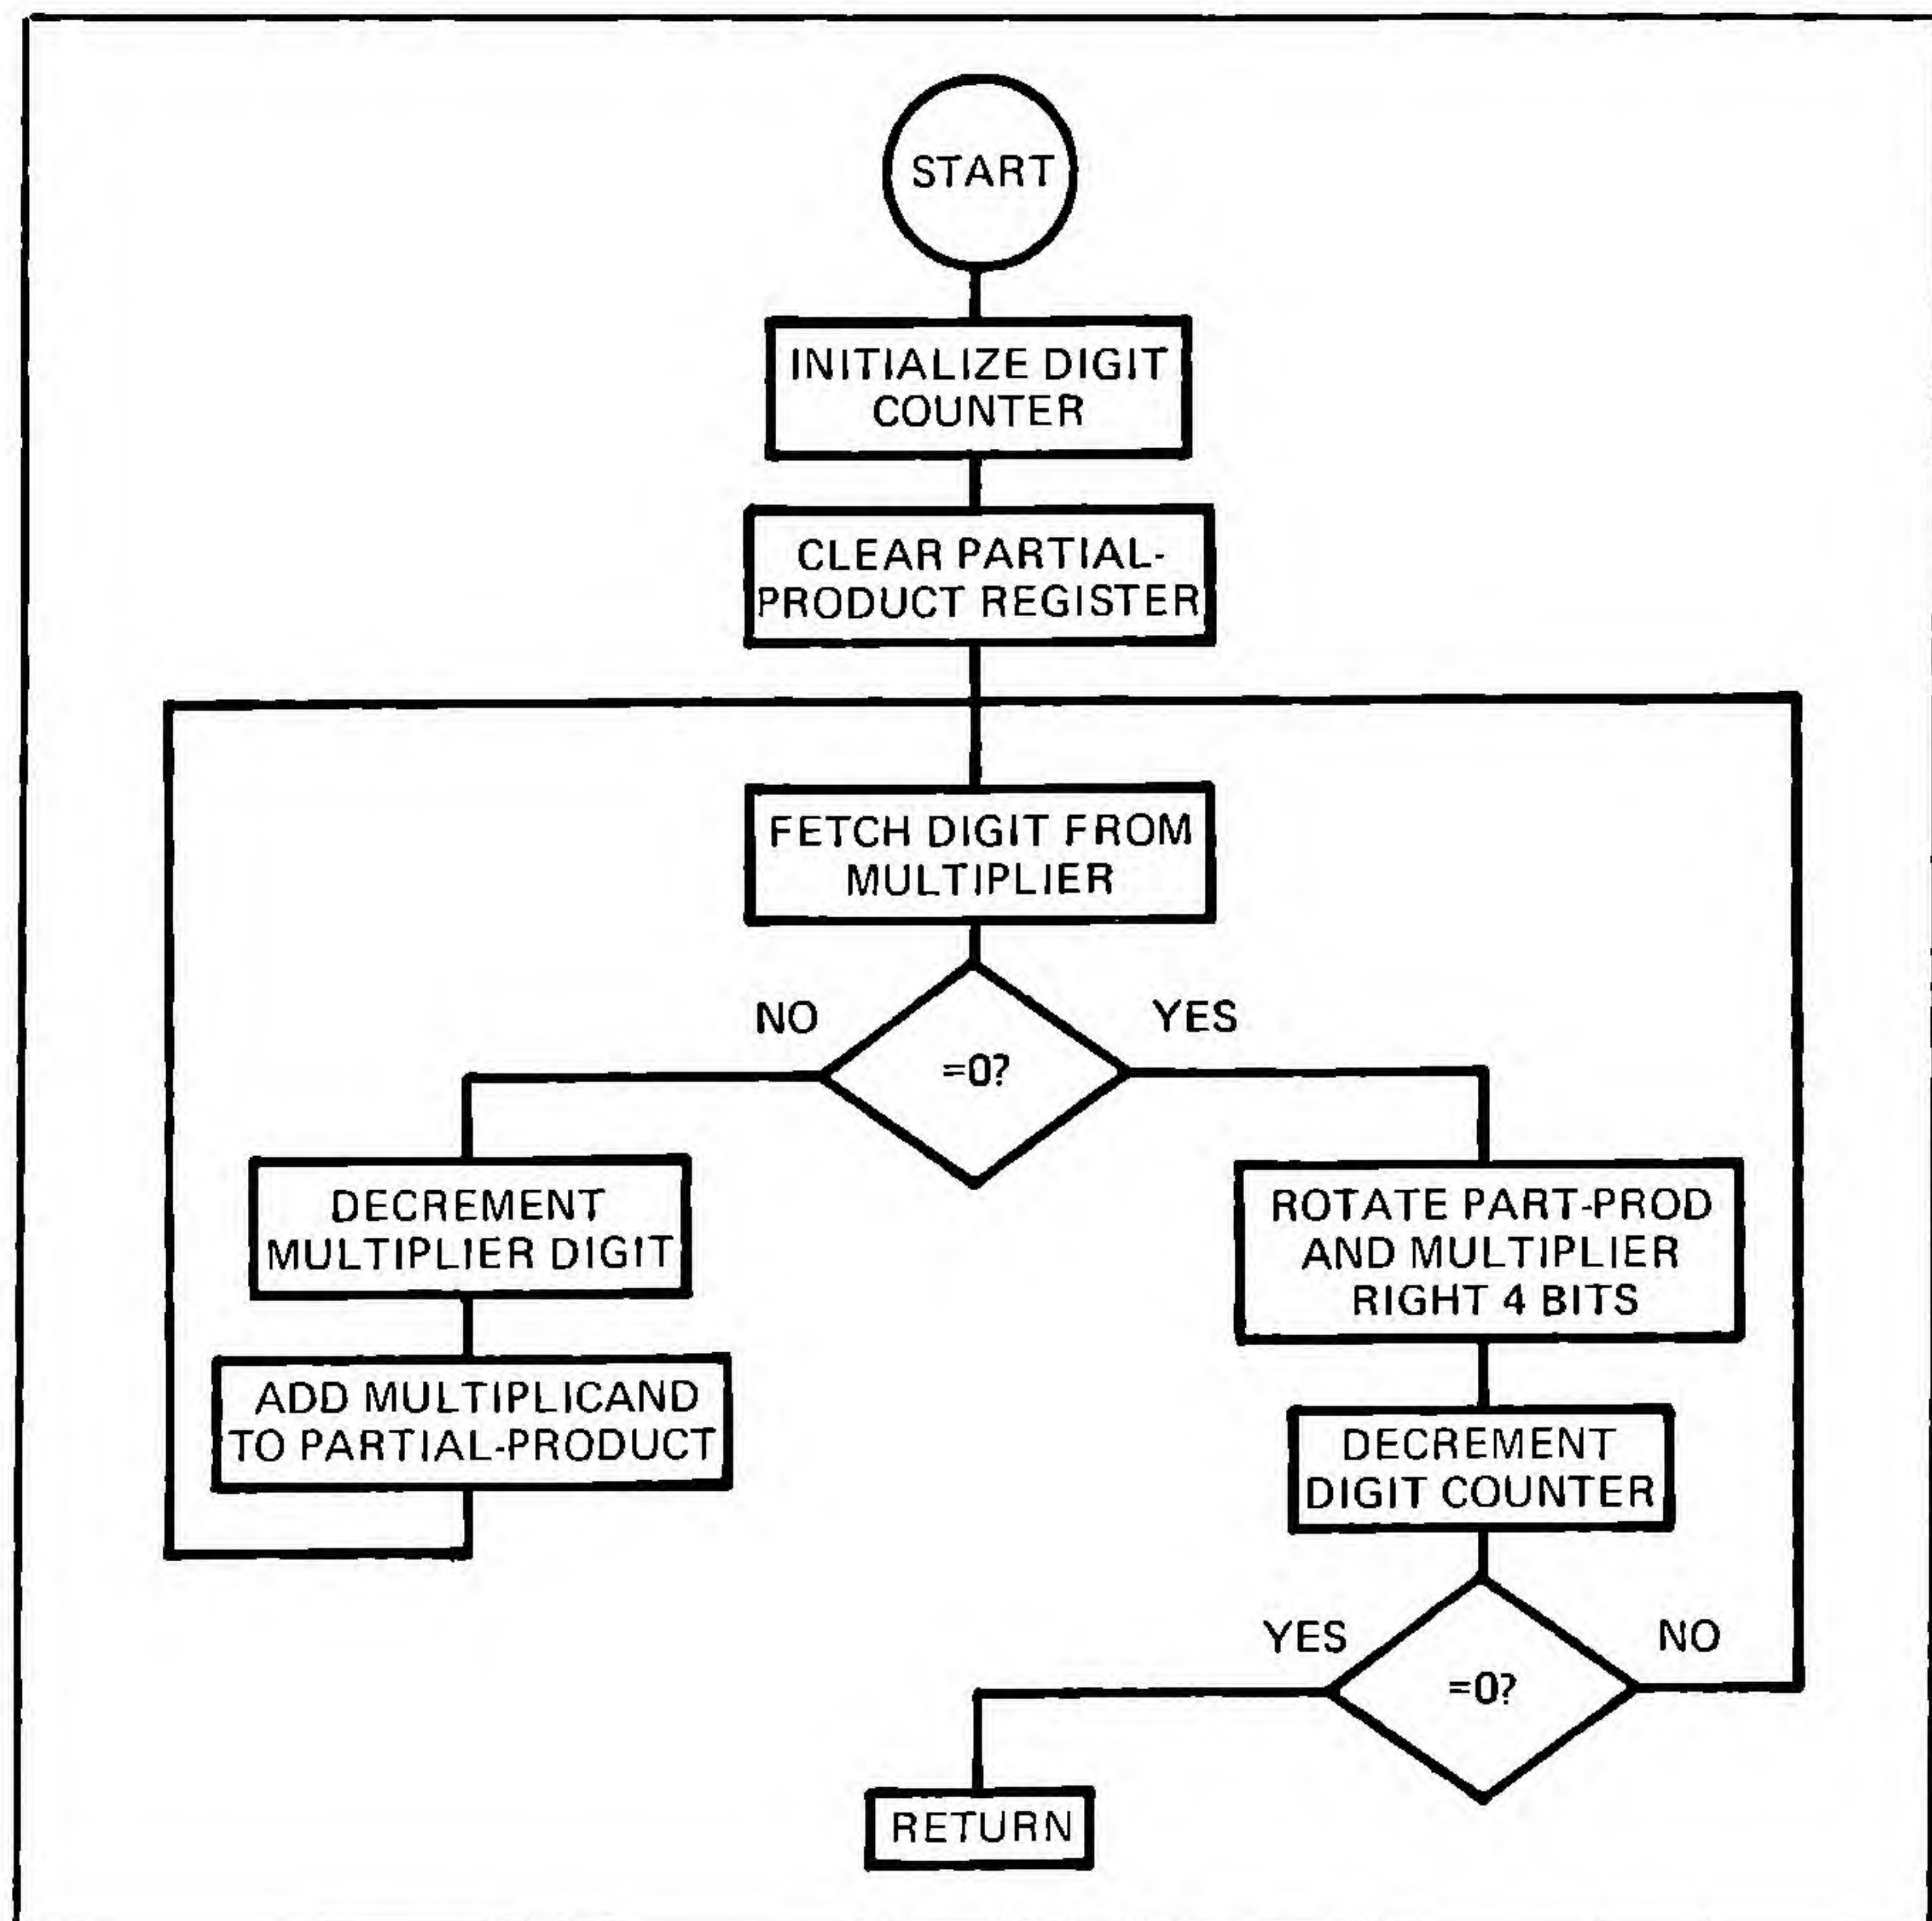 START
INITIALIZE DIGIT
COUNTER
CLEAR PARTIAL-
PRODUCT REGISTER
FETCH DIGIT FROM
MULTIPLIER
NO
YES
=0?
DECREMENT
MULTIPLIER DIGIT
ADD MULTIPLICAND
TO PARTIAL-PRODUCT
ROTATE PART-PROD
AND MULTIPLIER
RIGHT 4 BITS
DECREMENT
DIGIT COUNTER
YES
NO
=0?
RETURN